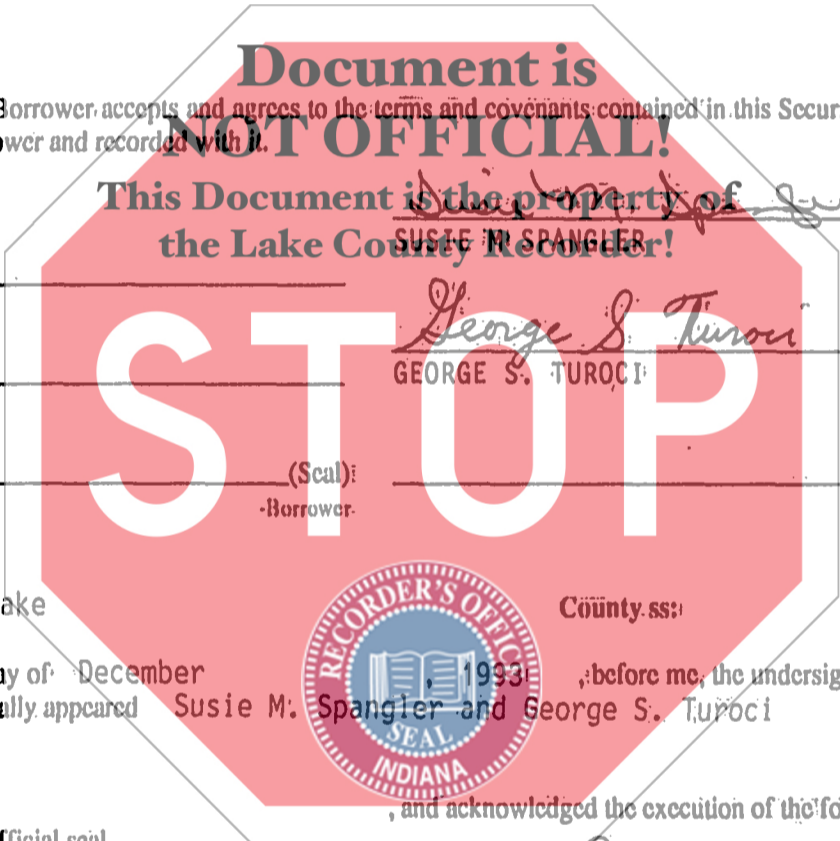 Document is
Borrower accepts and agrees to the terms and covenants contained in this Secur
wer and recorded with it.
NOT OFFICIAL!
This Document is the property of
Susie M. Spangler
the Lake County Recorder!
SUSIE M SPANGLER
George S. Turoci
GEORGE S. TUROCI
STOP
(Seal)
-Borrower
ake County ss:
ay of December , 1993 , before me, the undersig
ally appeared Susie M. Spangler and George S. Turoci
RECORDER'S OFFICE
SEAL
INDIANA
, and acknowledged the execution of the fo
fficial seal